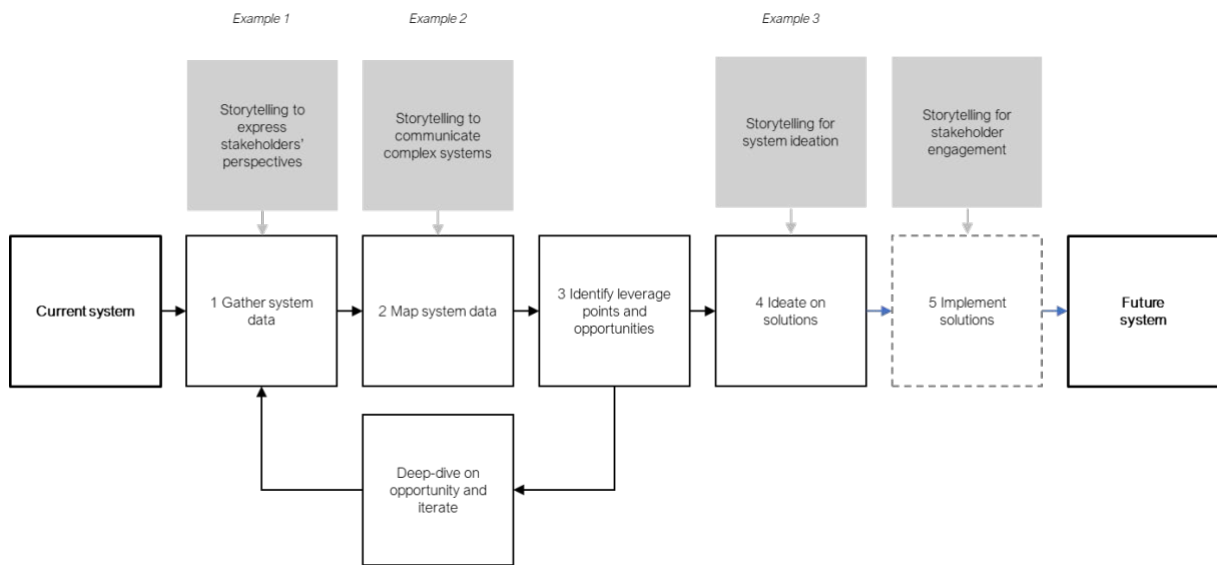 Example 1
Example 2
Example 3
Storytelling to
express
stakeholders'
perspectives
Storytelling to
communicate
complex systems
Storytelling for
system ideation
Storytelling for
stakeholder
engagement
Current system
1 Gather system
data
2 Map system data
3 Identify leverage
points and
opportunities
4 Ideate on
solutions
5 Implement
solutions
Future
system
Deep-dive on
opportunity and
iterate